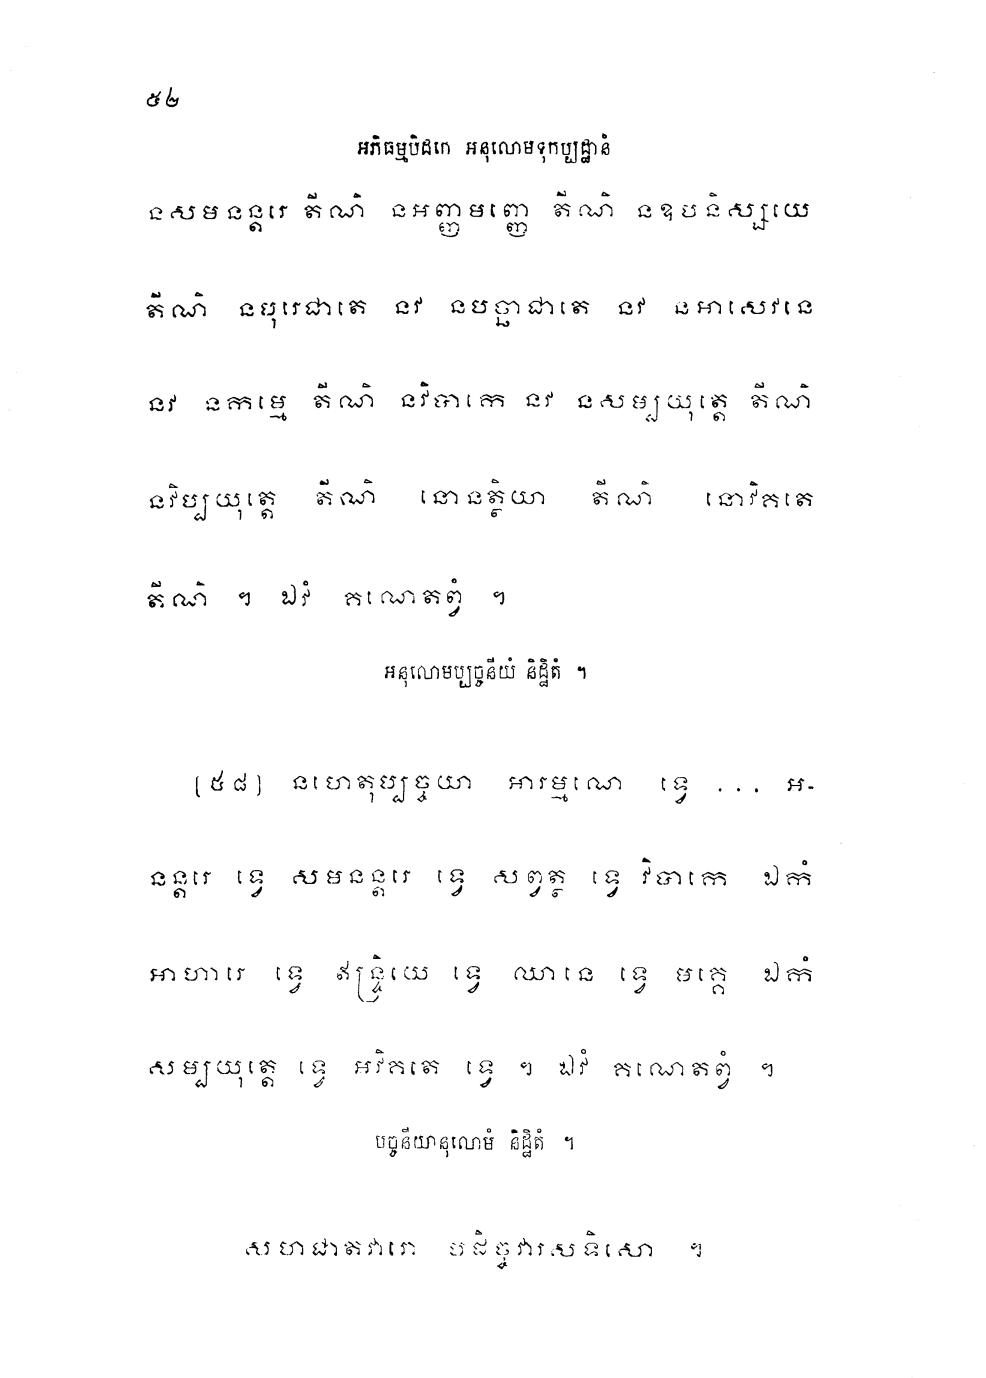 ៥២
អភិធម្មបិដកេ អនុលោមទុកប្បដ្ឋានំ
នសមនន្តរេ តីណិ នអញ្ញមញ្ញេ តីណិ នឧបនិស្សយេ
តីណិ នបុរេជាតេ នវ នបច្ឆាជាតេ នវ នអាសេវនេ
នវ នកម្មេ តីណិ នវិបាកេ នវ នសម្បយុត្តេ តីណិ
នវិប្បយុត្តេ តីណិ នោនត្ថិយា តីណិ នោវិគតេ
តីណិ ។ ឯវំ គណេតព្វំ ។
អនុលោមប្បច្ចនីយំ និដ្ឋិតំ ។
[៥៨] នហេតុប្បច្ចយា អារម្មណេ ទ្វេ ... អ-
នន្តរេ ទ្វេ សមនន្តរេ ទ្វេ សព្វត្ថ ទ្វេ វិបាកេ ឯកំ
អាហារេ ទ្វេ ឥន្ទ្រិយេ ទ្វេ ឈានេ ទ្វេ មគ្គេ ឯកំ
សម្បយុត្តេ ទ្វេ អវិគតេ ទ្វេ ។ ឯវំ គណេតព្វំ ។
បច្ចនីយានុលោមំ និដ្ឋិតំ ។
សហជាតវារោ បដិច្ចវារសទិសោ ។